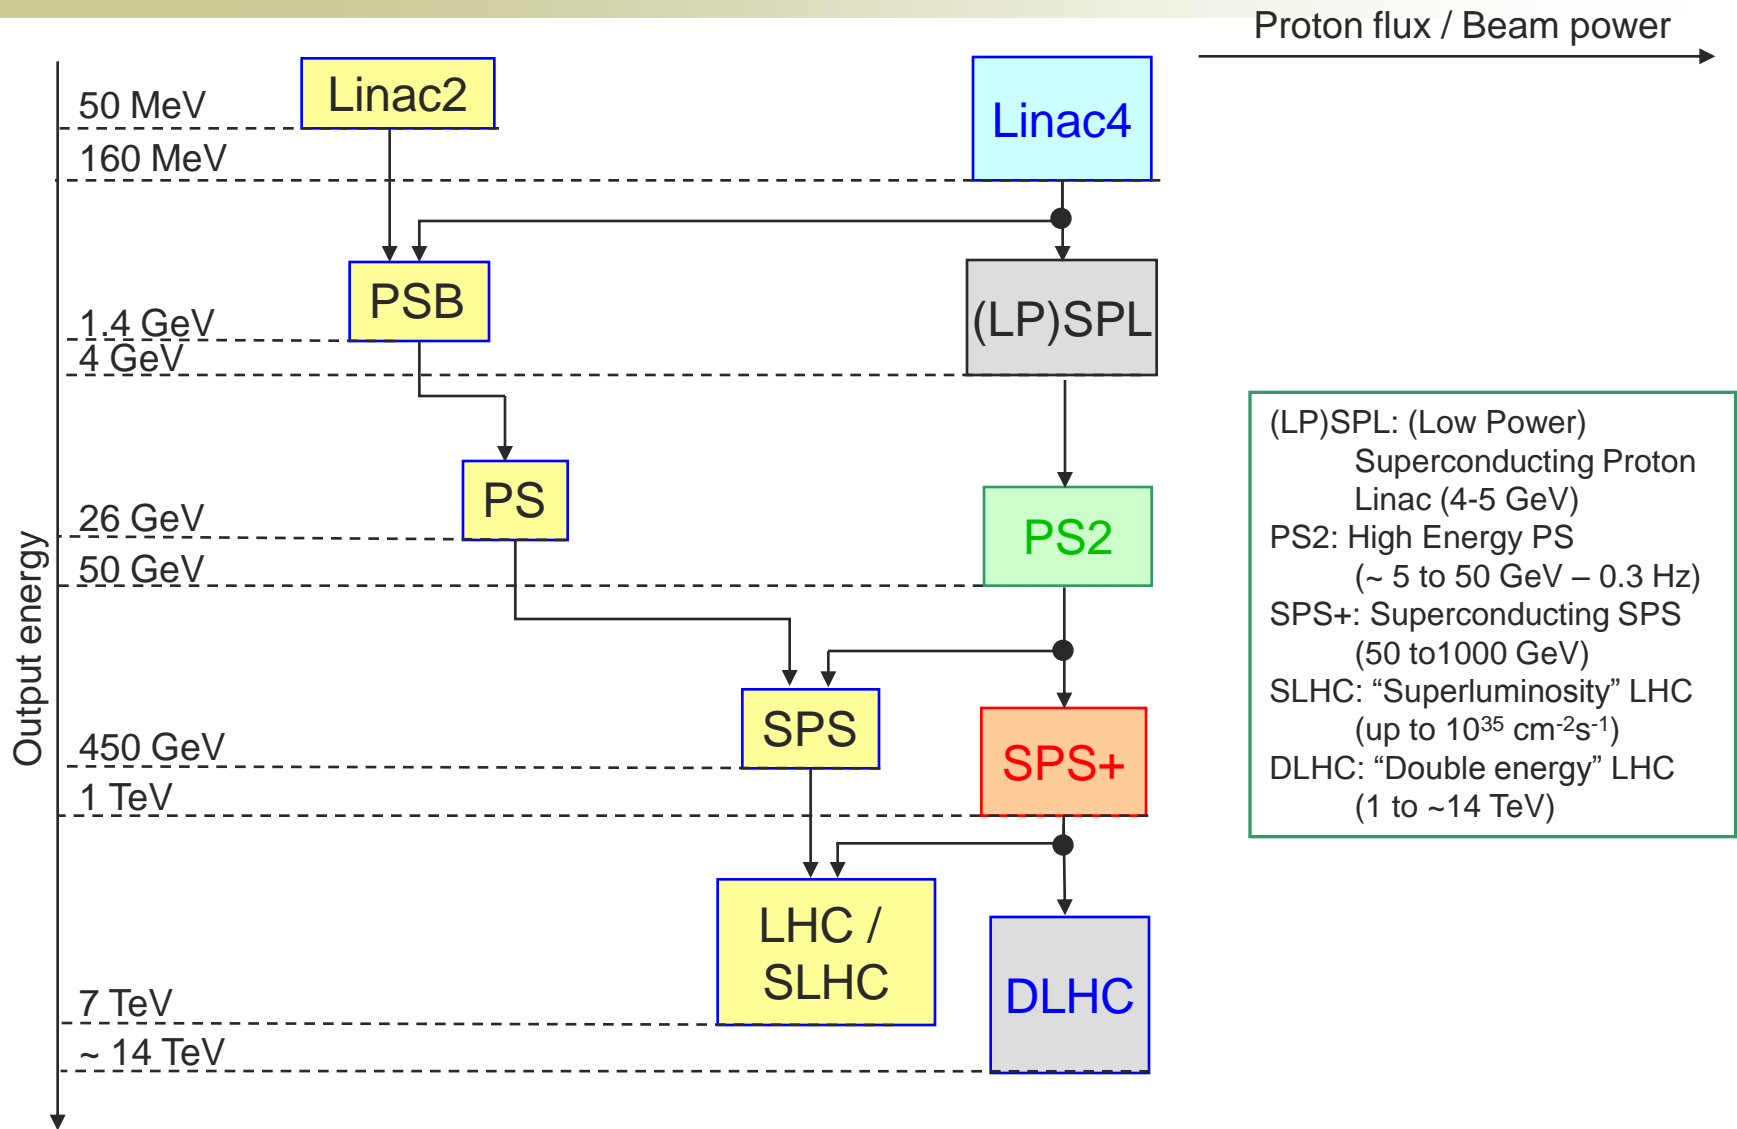 Proton flux / Beam power
Linac2
50 MeV
Linac4
160 MeV
PSB
(LP)SPL
1.4 GeV
4 GeV
(LP)SPL: (Low Power)
Superconducting Proton
Linac (4-5 GeV)
PS2: High Energy PS
(~ 5 to 50 GeV – 0.3 Hz)
SPS+: Superconducting SPS
(50 to1000 GeV)
SLHC: “Superluminosity” LHC
(up to 10³⁵ cm⁻²s⁻¹)
DLHC: “Double energy” LHC
(1 to ~14 TeV)
PS
26 GeV
PS2
50 GeV
Output energy
SPS
450 GeV
SPS+
1 TeV
LHC /
SLHC
DLHC
7 TeV
~ 14 TeV